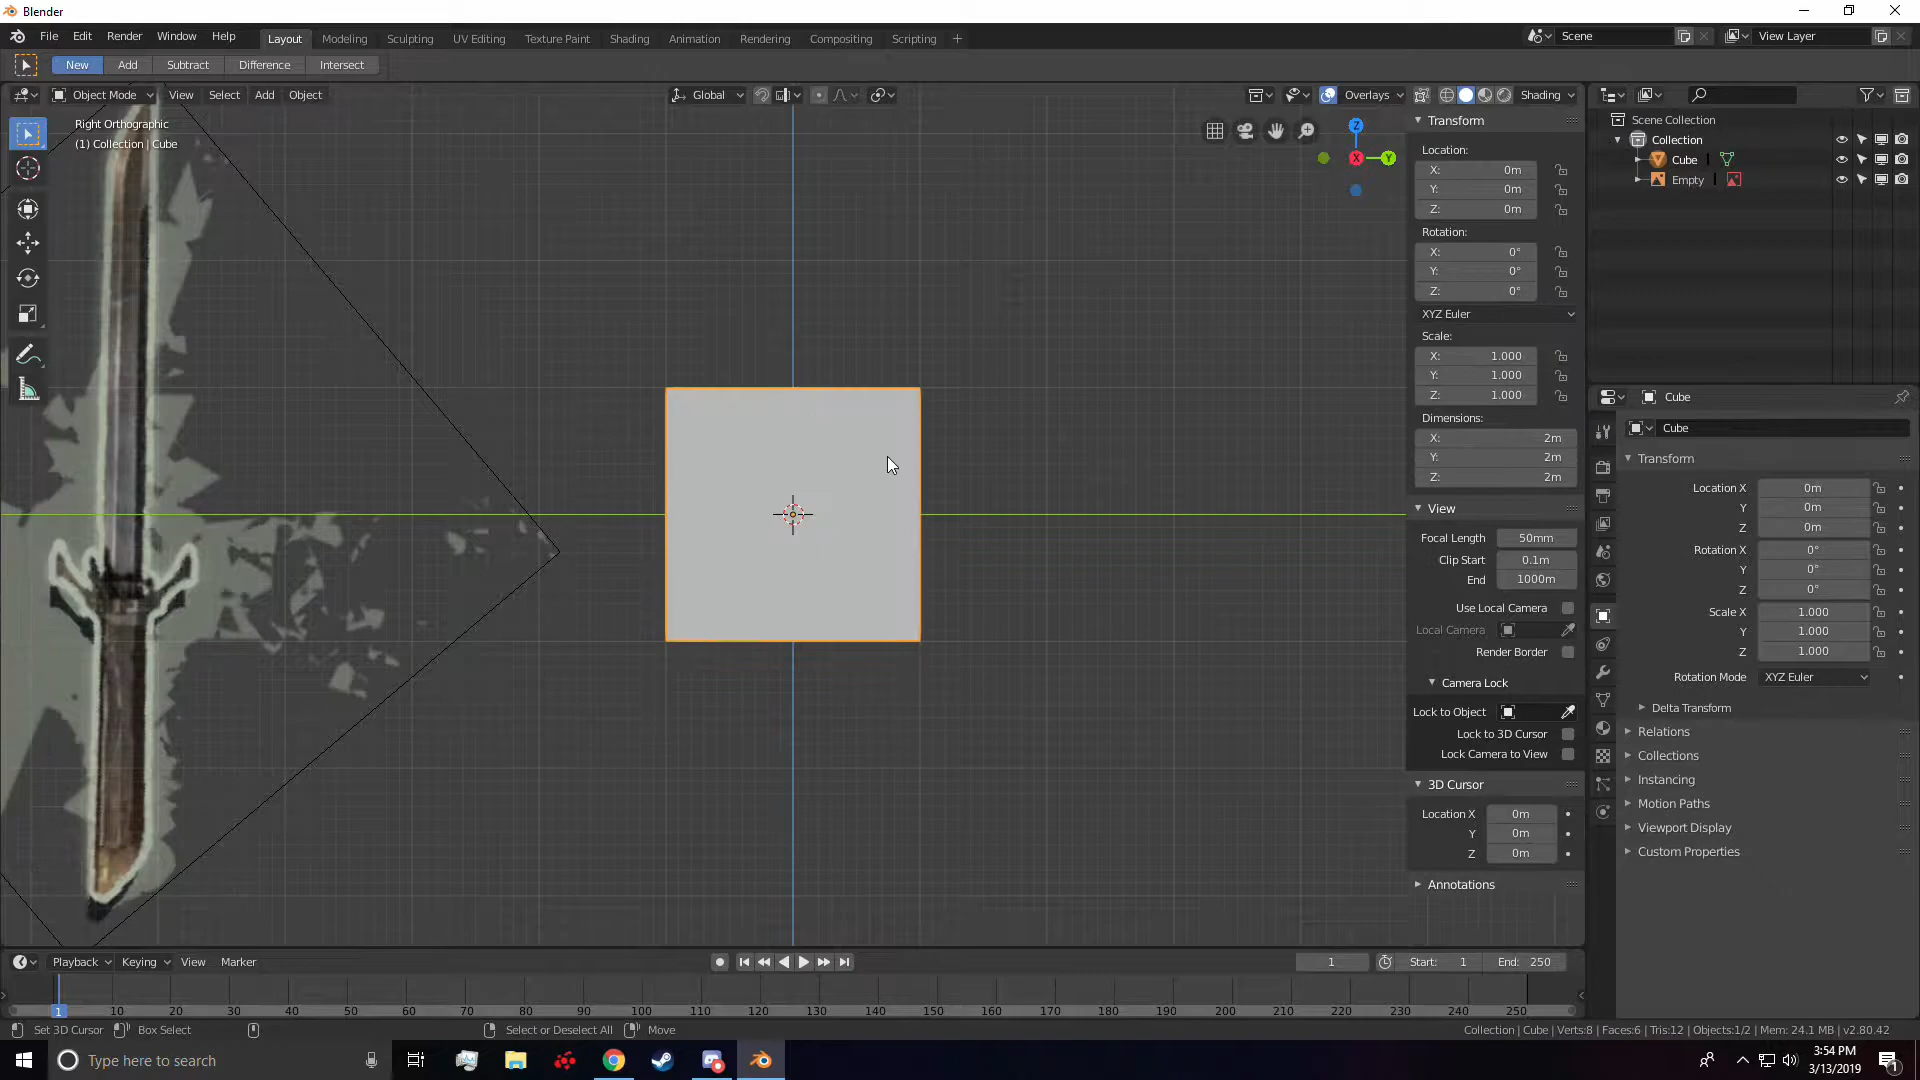 Blender
File Edit Render Window Help Layout Modeling Sculpting UV Editing Texture Paint Shading Animation Rendering Compositing Scripting + Scene View Layer
New Add Subtract Difference Intersect
Object Mode View Select Add Object Global Overlays Shading
Right Orthographic
(1) Collection | Cube
Z
X
Y
Transform
Location:
X: 0m
Y: 0m
Z: 0m
Rotation:
X: 0°
Y: 0°
Z: 0°
XYZ Euler
Scale:
X: 1.000
Y: 1.000
Z: 1.000
Dimensions:
X: 2m
Y: 2m
Z: 2m
View
Focal Length 50mm
Clip Start 0.1m
End 1000m
Use Local Camera
Local Camera
Render Border
Camera Lock
Lock to Object
Lock to 3D Cursor
Lock Camera to View
3D Cursor
Location X 0m
Y 0m
Z 0m
Annotations
Scene Collection
Collection
Cube
Empty
Cube
Cube
Transform
Location X 0m
Y 0m
Z 0m
Rotation X 0°
Y 0°
Z 0°
Scale X 1.000
Y 1.000
Z 1.000
Rotation Mode XYZ Euler
Delta Transform
Relations
Collections
Instancing
Motion Paths
Viewport Display
Custom Properties
Playback Keying View Marker 1 Start: 1 End: 250
1 10 20 30 40 50 60 70 80 90 100 110 120 130 140 150 160 170 180 190 200 210 220 230 240 250
Set 3D Cursor Box Select Select or Deselect All Move Collection | Cube | Verts:8 | Faces:6 | Tris:12 | Objects:1/2 | Mem: 24.1 MB | v2.80.42
Type here to search
3:54 PM
3/13/2019
1